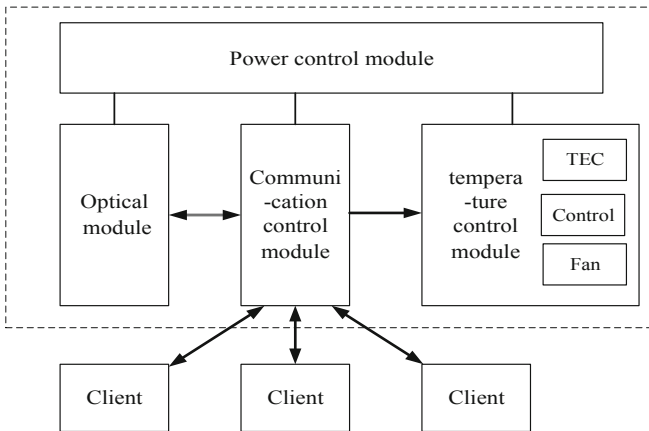 Power control module
Optical
module
Communi
-cation
control
module
tempera
-ture
control
module
TEC
Control
Fan
Client
Client
Client